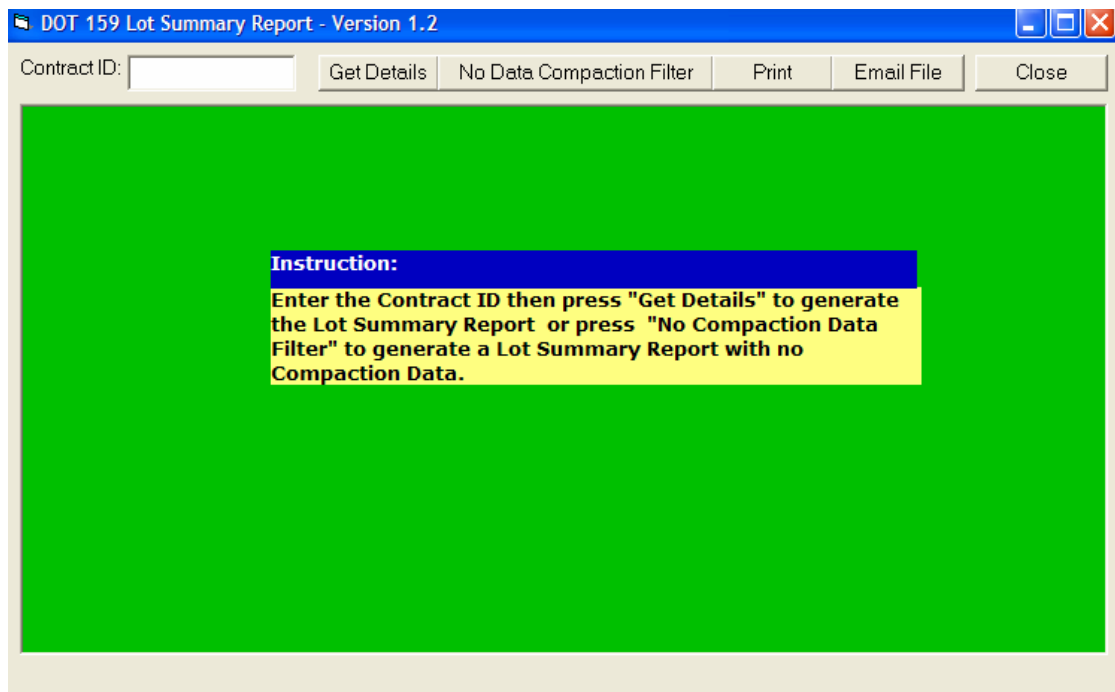 DOT 159 Lot Summary Report - Version 1.2
Contract ID: Get Details No Data Compaction Filter Print Email File Close
Instruction:
Enter the Contract ID then press "Get Details" to generate
the Lot Summary Report or press "No Compaction Data
Filter" to generate a Lot Summary Report with no
Compaction Data.